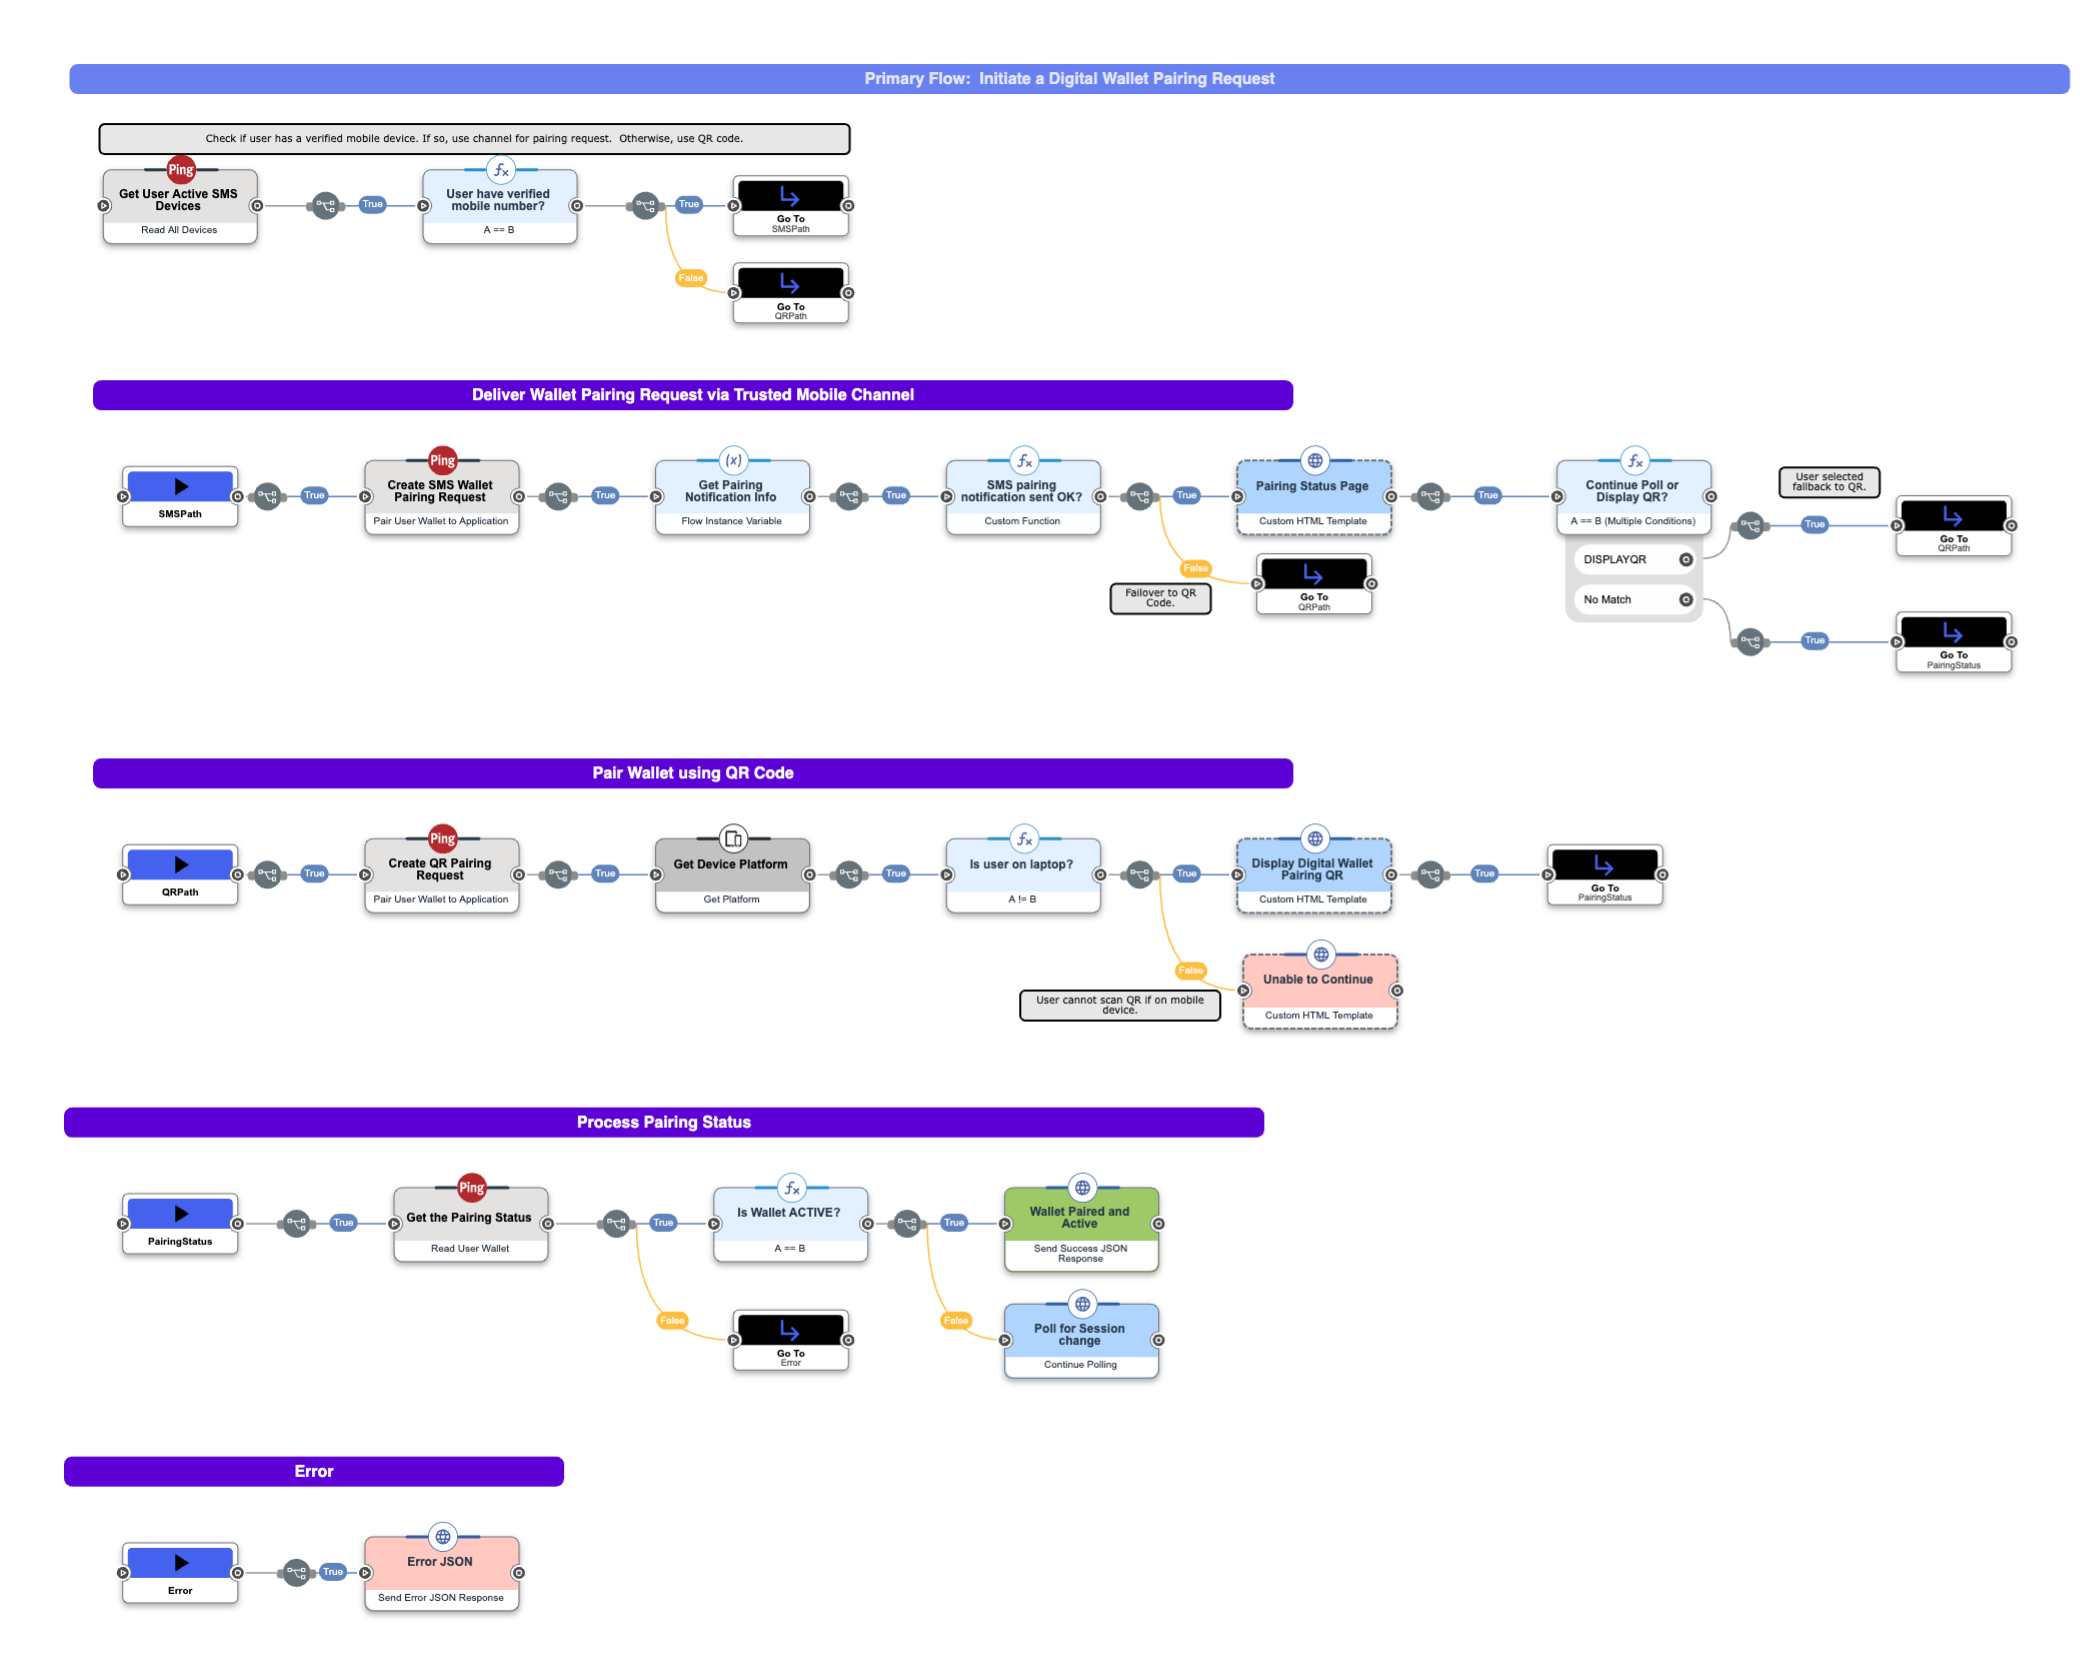 Primary Flow:  Initiate a Digital Wallet Pairing Request
Check if user has a verified mobile device. If so, use channel for pairing request.  Otherwise, use QR code.
Ping
Get User Active SMS
Devices
Read All Devices
True
fx
User have verified
mobile number?
A == B
True
Go To
SMSPath
False
Go To
QRPath
Deliver Wallet Pairing Request via Trusted Mobile Channel
SMSPath
True
Ping
Create SMS Wallet
Pairing Request
Pair User Wallet to Application
True
(x)
Get Pairing
Notification Info
Flow Instance Variable
True
fx
SMS pairing
notification sent OK?
Custom Function
True
Pairing Status Page
Custom HTML Template
False
Failover to QR
Code.
Go To
QRPath
True
fx
Continue Poll or
Display QR?
A == B (Multiple Conditions)
DISPLAYQR
No Match
User selected
fallback to QR.
True
Go To
QRPath
True
Go To
PairingStatus
Pair Wallet using QR Code
QRPath
True
Ping
Create QR Pairing
Request
Pair User Wallet to Application
True
Get Device Platform
Get Platform
True
fx
Is user on laptop?
A != B
True
Display Digital Wallet
Pairing QR
Custom HTML Template
True
Go To
PairingStatus
False
User cannot scan QR if on mobile
device.
Unable to Continue
Custom HTML Template
Process Pairing Status
PairingStatus
True
Ping
Get the Pairing Status
Read User Wallet
True
fx
Is Wallet ACTIVE?
A == B
True
Wallet Paired and
Active
Send Success JSON
Response
False
Go To
Error
False
Poll for Session
change
Continue Polling
Error
Error
True
Error JSON
Send Error JSON Response